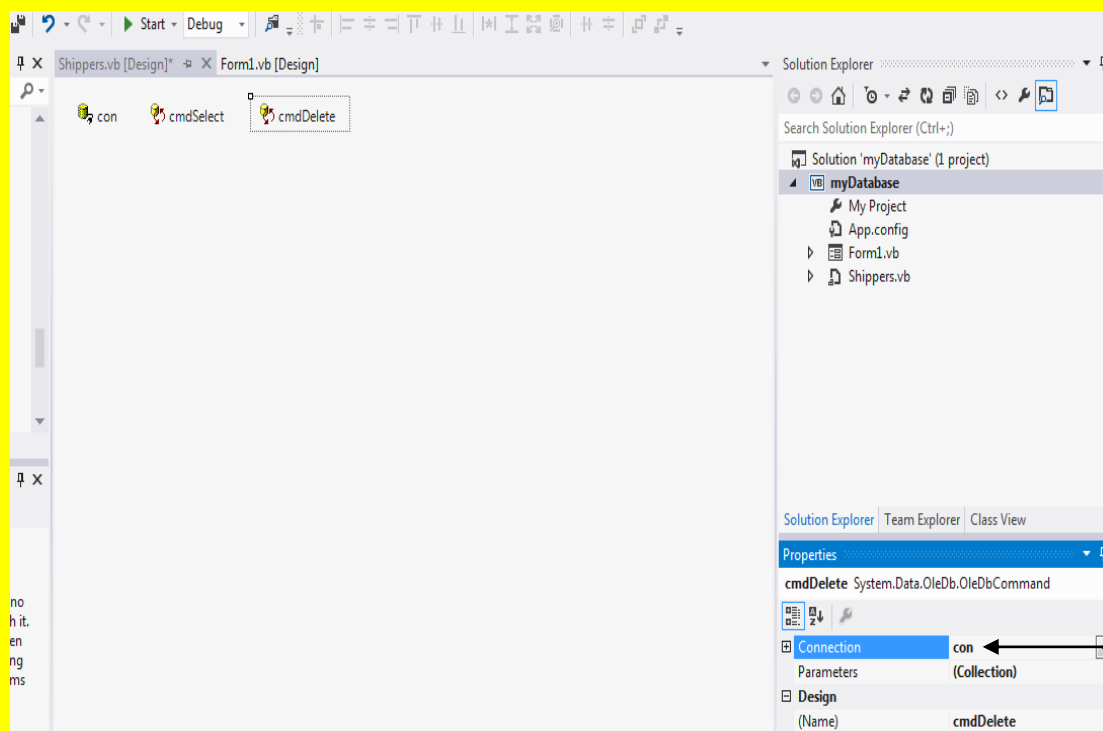 Start Debug
Shippers.vb [Design]* Form1.vb [Design]
con cmdSelect cmdDelete
no
h it.
en
ng
ms
Solution Explorer
Search Solution Explorer (Ctrl+;)
Solution 'myDatabase' (1 project)
VB myDatabase
My Project
App.config
Form1.vb
Shippers.vb
Solution Explorer Team Explorer Class View
Properties
cmdDelete System.Data.OleDb.OleDbCommand
Connection con
Parameters (Collection)
Design
(Name) cmdDelete